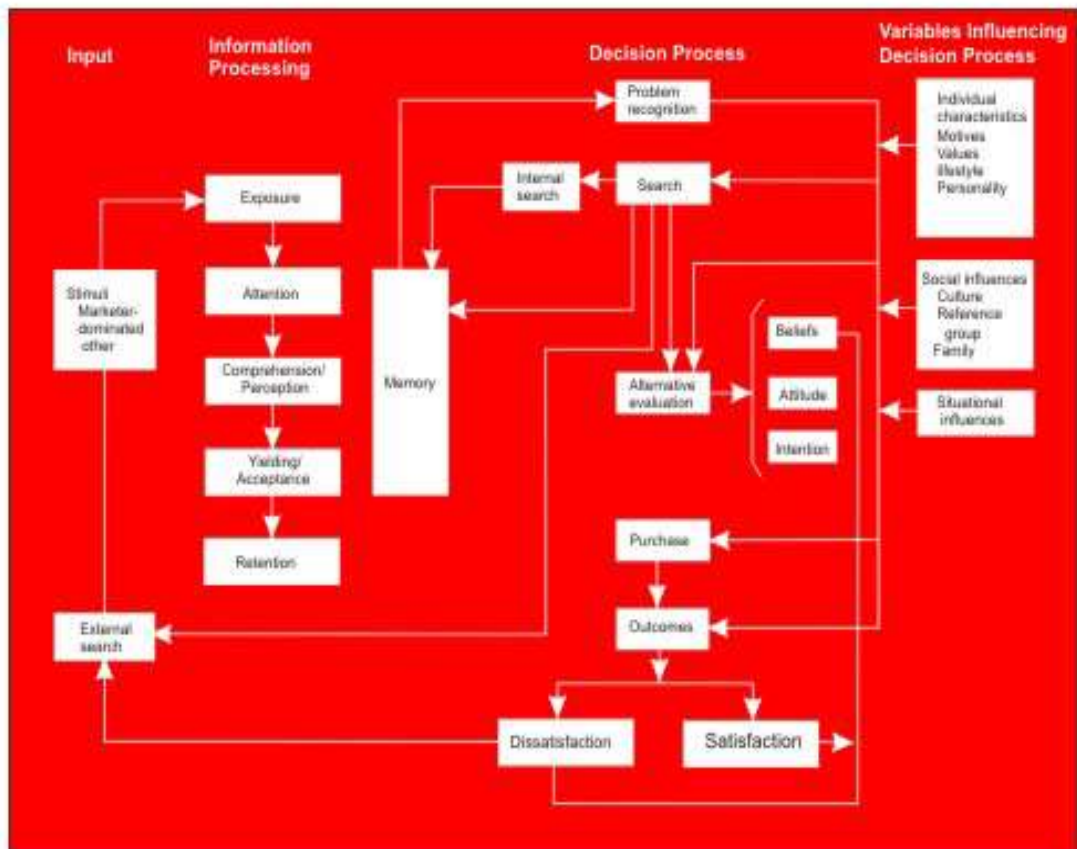 Input
Information
Processing
Decision Process
Variables Influencing
Decision Process
Problem
recognition
Individual
characteristics
Motives
Values
lifestyle
Personality
Internal
search
Search
Exposure
Stimuli
Marketer-
dominated
other
Attention
Social influences
Culture
Reference
group
Family
Comprehension/
Perception
Memory
Alternative
evaluation
Beliefs
Attitude
Intention
Situational
influences
Yielding/
Acceptance
Retention
Purchase
External
search
Outcomes
Dissatisfaction
Satisfaction